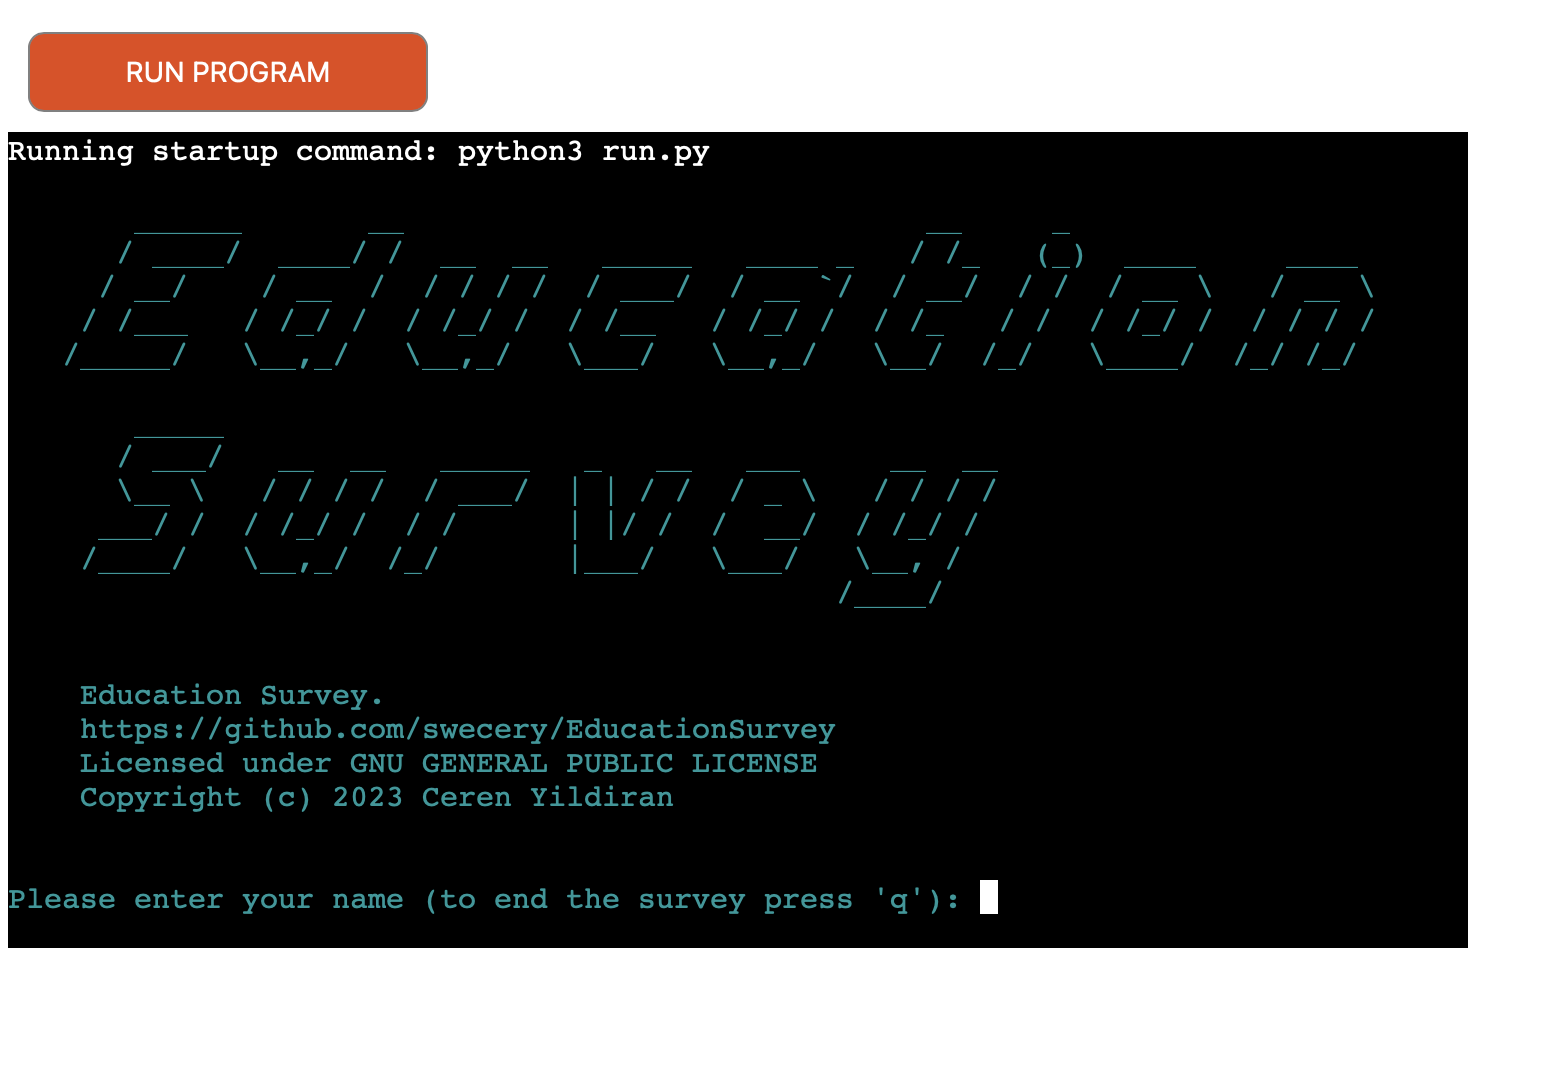 RUN PROGRAM
Running startup command: python3 run.py
Education
Survey
Education Survey.
https://github.com/swecery/EducationSurvey
Licensed under GNU GENERAL PUBLIC LICENSE
Copyright (c) 2023 Ceren Yildiran
Please enter your name (to end the survey press 'q'):